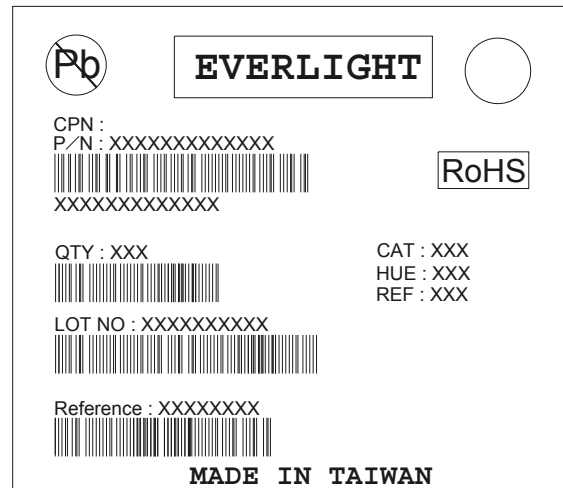 Pb
EVERLIGHT
CPN :
P/N : XXXXXXXXXXXXX
RoHS
XXXXXXXXXXXXX
QTY : XXX
CAT : XXX
HUE : XXX
REF : XXX
LOT NO : XXXXXXXXXX
Reference : XXXXXXXX
MADE IN TAIWAN